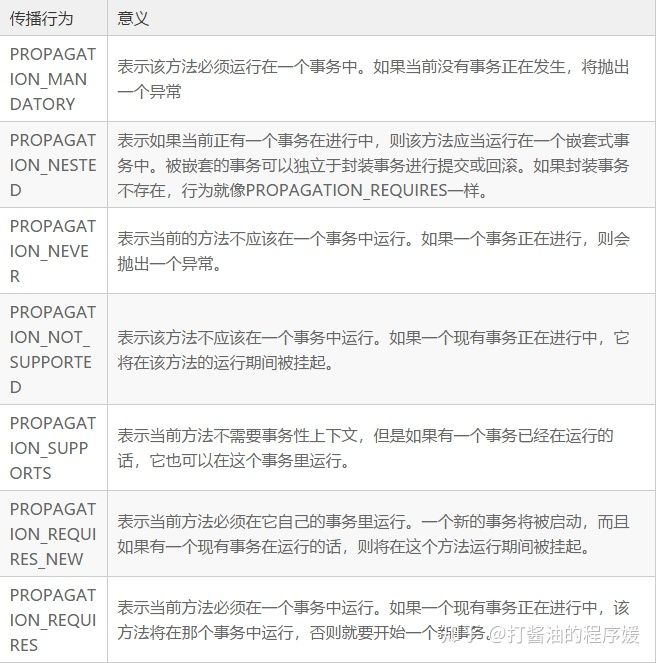 传播行为 意义
PROPAGAT
ION_MAN
DATORY
表示该方法必须运行在一个事务中。如果当前没有事务正在发生，将抛出
一个异常
PROPAGAT
ION_NESTE
D
表示如果当前正有一个事务在进行中，则该方法应当运行在一个嵌套式事
务中。被嵌套的事务可以独立于封装事务进行提交或回滚。如果封装事务
不存在，行为就像PROPAGATION_REQUIRES一样。
PROPAGAT
ION_NEVE
R
表示当前的方法不应该在一个事务中运行。如果一个事务正在进行，则会
抛出一个异常。
PROPAGAT
ION_NOT_
SUPPORTE
D
表示该方法不应该在一个事务中运行。如果一个现有事务正在进行中，它
将在该方法的运行期间被挂起。
PROPAGAT
ION_SUPP
ORTS
表示当前方法不需要事务性上下文，但是如果有一个事务已经在运行的
话，它也可以在这个事务里运行。
PROPAGAT
ION_REQUI
RES_NEW
表示当前方法必须在它自己的事务里运行。一个新的事务将被启动，而且
如果有一个现有事务在运行的话，则将在这个方法运行期间被挂起。
PROPAGAT
ION_REQUI
RES
表示当前方法必须在一个事务中运行。如果一个现有事务正在进行中，该
方法将在那个事务中运行，否则就要开始一个新事务。
知乎 @打酱油的程序媛